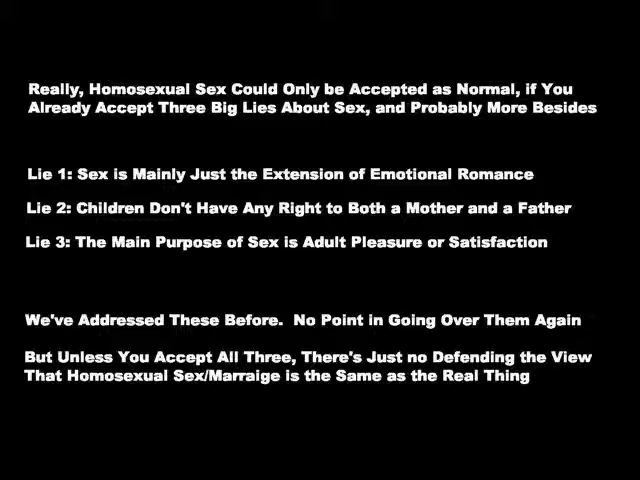 Really, Homosexual Sex Could Only be Accepted as Normal, if You
Already Accept Three Big Lies About Sex, and Probably More Besides
Lie 1: Sex is Mainly Just the Extension of Emotional Romance
Lie 2: Children Don't Have Any Right to Both a Mother and a Father
Lie 3: The Main Purpose of Sex is Adult Pleasure or Satisfaction
We've Addressed These Before.  No Point in Going Over Them Again
But Unless You Accept All Three, There's Just no Defending the View
That Homosexual Sex/Marraige is the Same as the Real Thing